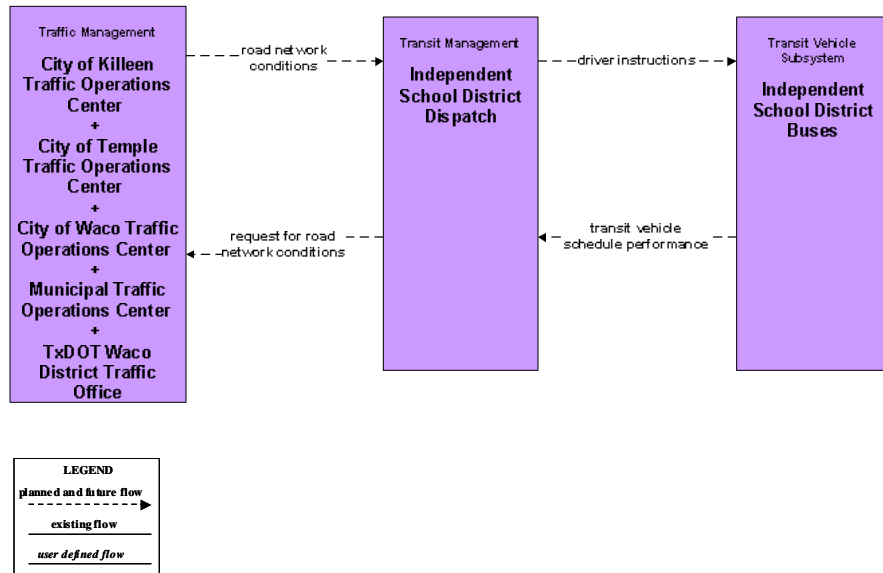 Traffic Management
City of Killeen
Traffic Operations
Center
+
City of Temple
Traffic Operations
Center
+
City of Waco Traffic
Operations Center
+
Municipal Traffic
Operations Center
+
TxDOT Waco
District Traffic
Office
road network
conditions
request for road
network conditions
Transit Management
Independent
School District
Dispatch
driver instructions
transit vehicle
schedule performance
Transit Vehicle
Subsystem
Independent
School District
Buses
LEGEND
planned and future flow
existing flow
user defined flow